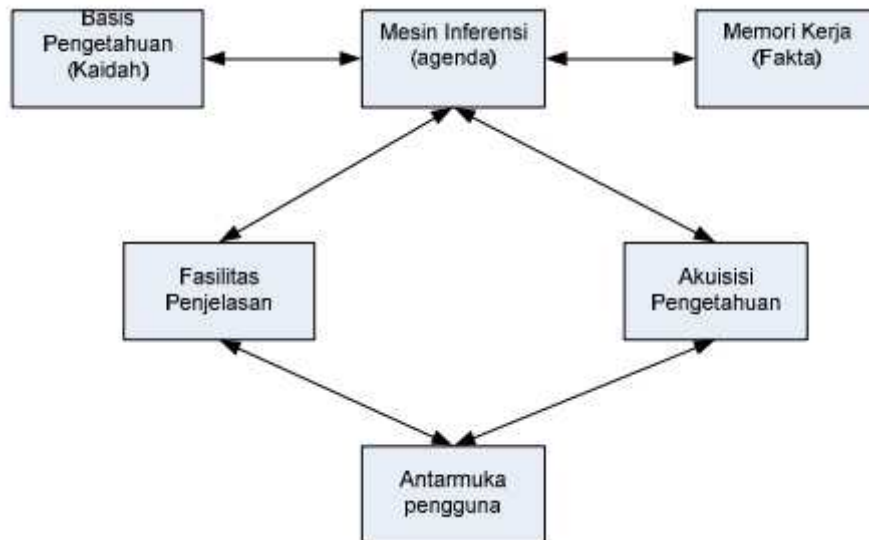 Basis
Pengetahuan
(Kaidah)
Mesin Inferensi
(agenda)
Memori Kerja
(Fakta)
Fasilitas
Penjelasan
Akuisisi
Pengetahuan
Antarmuka
pengguna